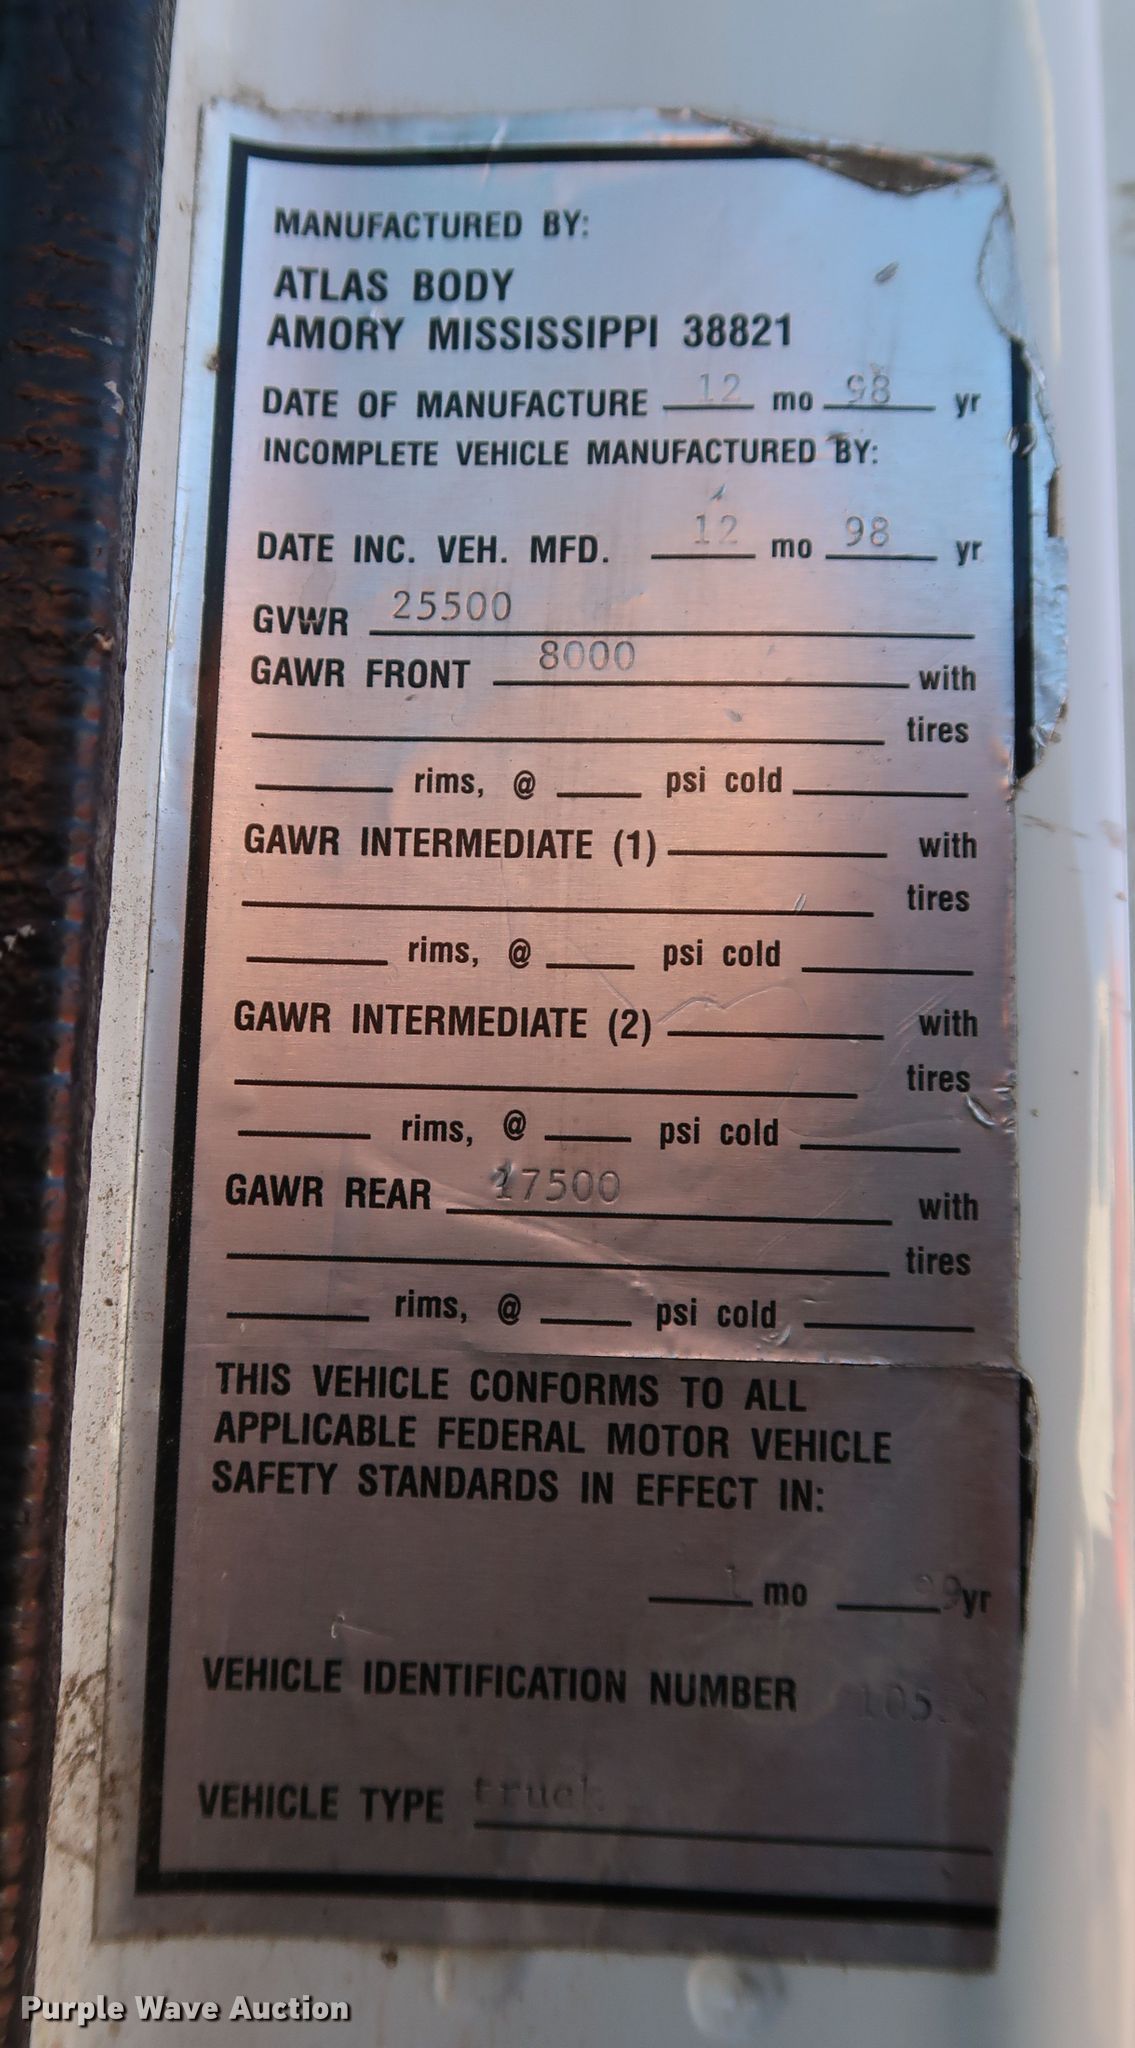 MANUFACTURED BY:
ATLAS BODY
AMORY MISSISSIPPI 38821
DATE OF MANUFACTURE 12 mo 98 yr
INCOMPLETE VEHICLE MANUFACTURED BY:
DATE INC. VEH. MFD. 12 mo 98 yr
GVWR 25500
GAWR FRONT 8000 with
tires
rims, @ psi cold
GAWR INTERMEDIATE (1) with
tires
rims, @ psi cold
GAWR INTERMEDIATE (2) with
tires
rims, @ psi cold
GAWR REAR 17500 with
tires
rims, @ psi cold
THIS VEHICLE CONFORMS TO ALL
APPLICABLE FEDERAL MOTOR VEHICLE
SAFETY STANDARDS IN EFFECT IN:
1 mo 99 yr
VEHICLE IDENTIFICATION NUMBER
VEHICLE TYPE truck
Purple Wave Auction